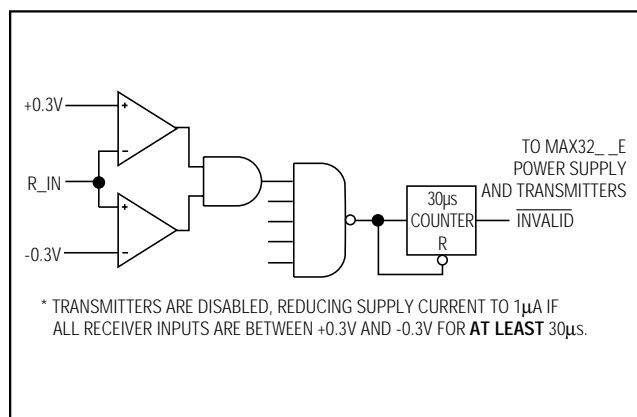 +0.3V
+
−
R_IN
+
−
-0.3V
TO MAX32_ _E
POWER SUPPLY
AND TRANSMITTERS
30µs
COUNTER
R
INVALID
* TRANSMITTERS ARE DISABLED, REDUCING SUPPLY CURRENT TO 1µA IF
ALL RECEIVER INPUTS ARE BETWEEN +0.3V AND -0.3V FOR AT LEAST 30µs.